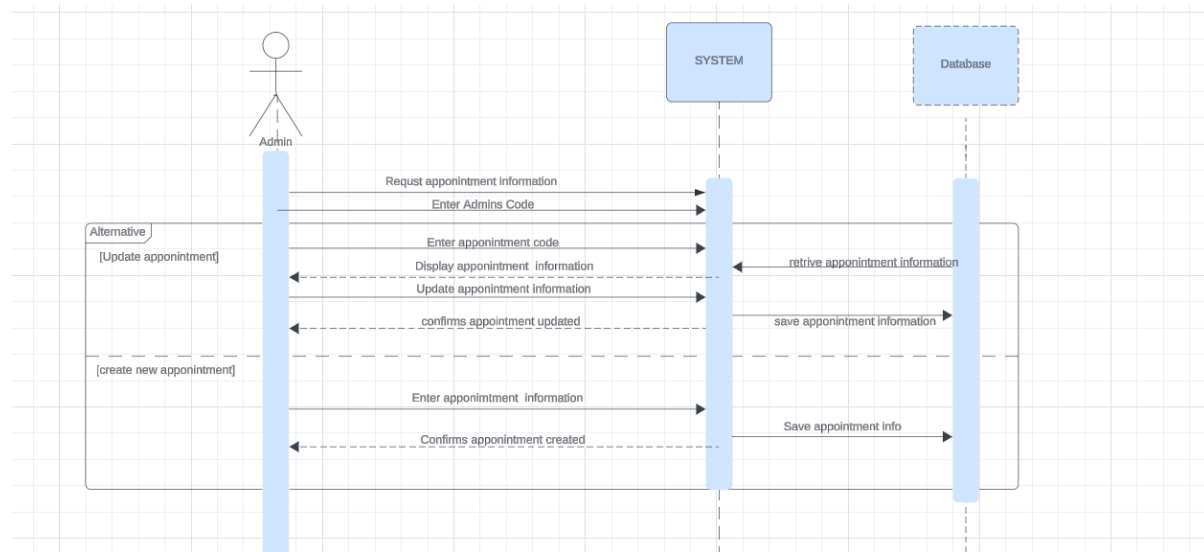 SYSTEM
Database
Admin
Requst apponintment information
Enter Admins Code
Alternative
[Update appointment]
Enter apponintment code
retrive apponintment information
Display apponintment  information
Update apponintment information
confirms appointment updated
save apponintment information
[create new apponintment]
Enter apponimtment  information
Save appointment info
Confirms apponintment created